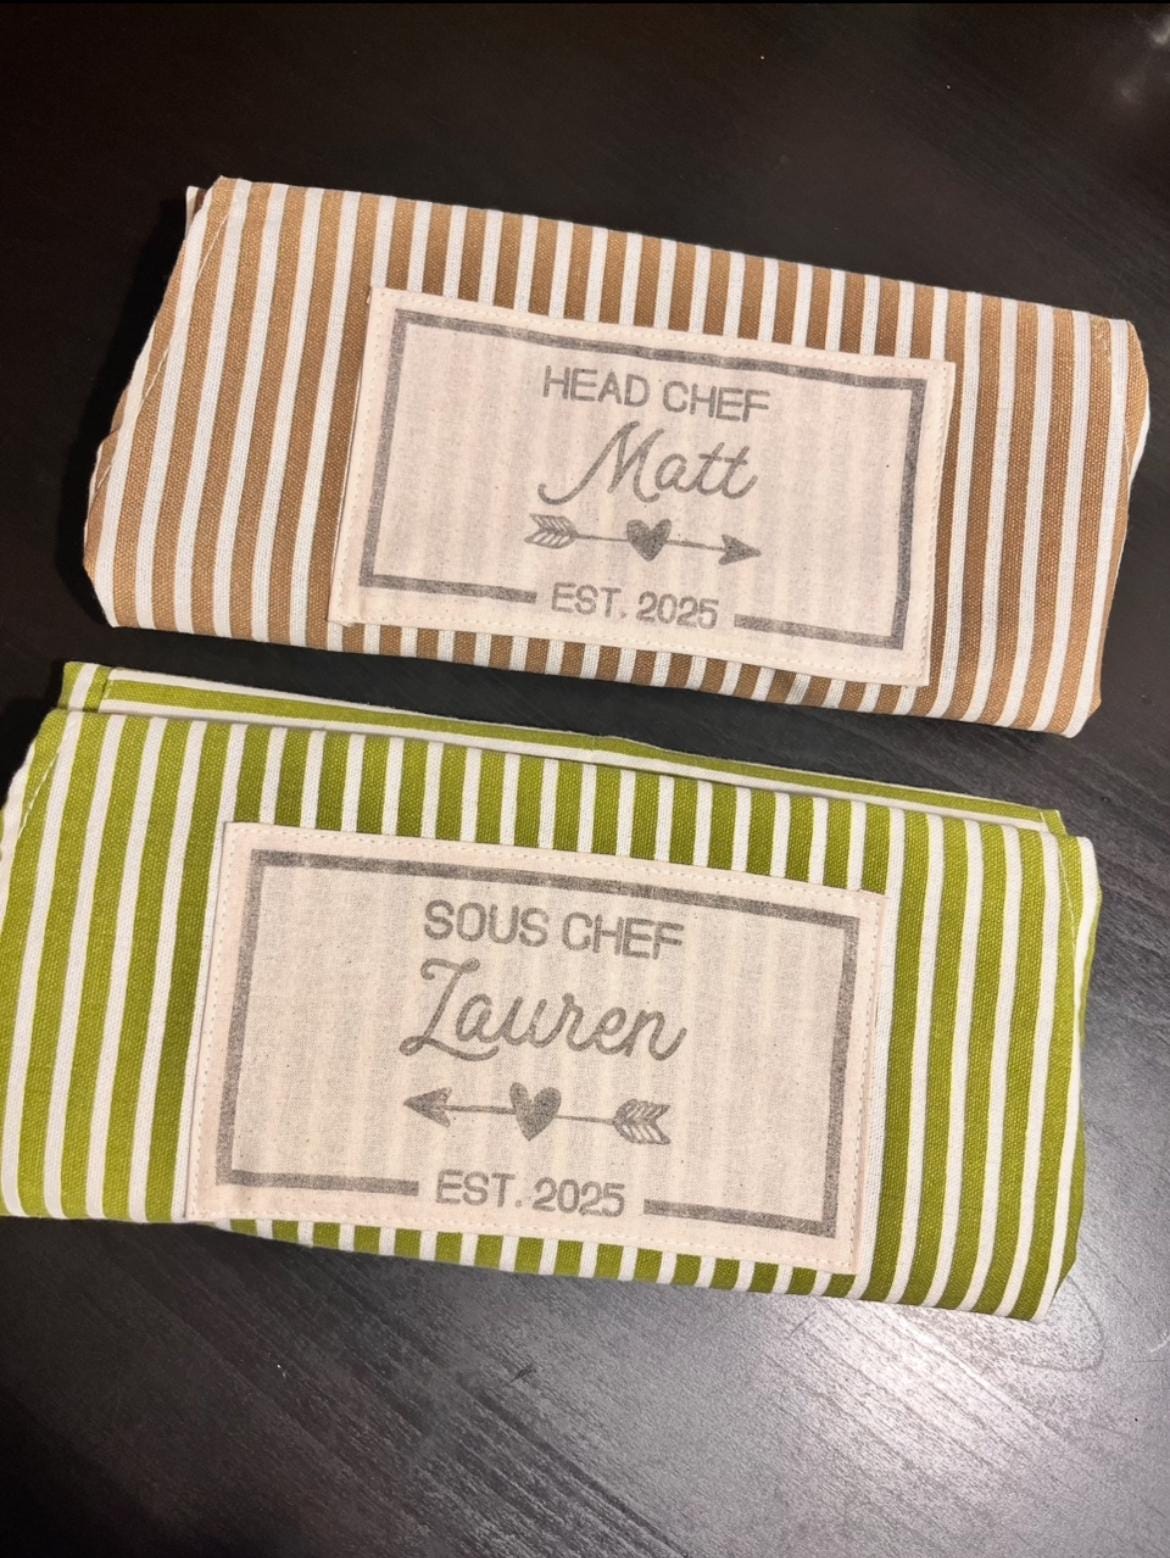 HEAD CHEF
Matt
EST. 2025
SOUS CHEF
Lauren
EST. 2025